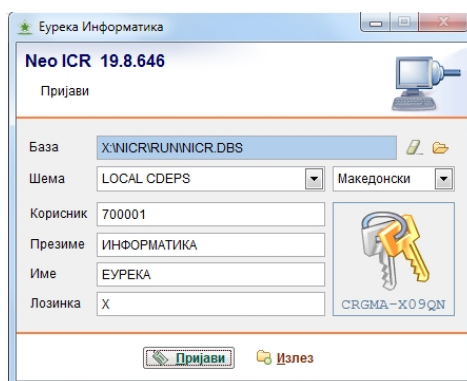 Еурека Информатика
Neo ICR 19.8.646
Пријави
База X:\NICR\RUN\NICR.DBS
Шема LOCAL CDEPS Македонски
Корисник 700001
Презиме ИНФОРМАТИКА
Име ЕУРЕКА
Лозинка X
CRGMA-X09QN
Пријави Излез